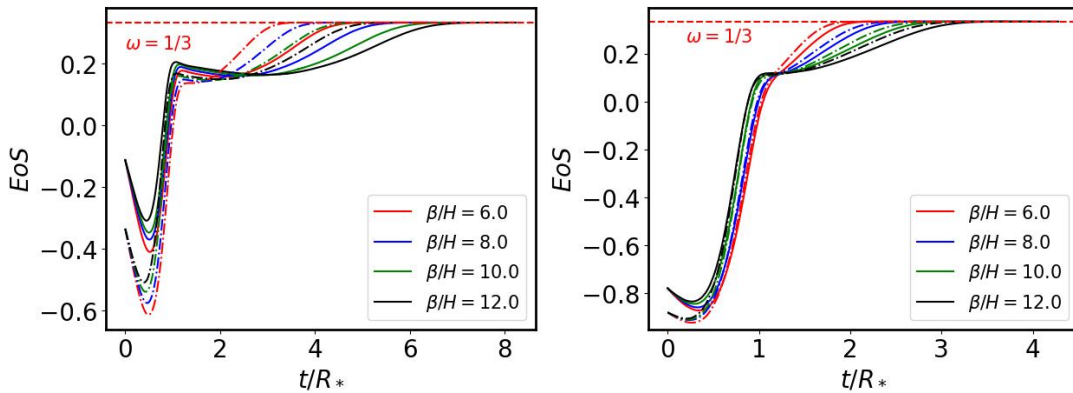 ω = 1/3
EoS
0.2
0.0
−0.2
−0.4
−0.6
0 2 4 6 8
t/R*
β/H = 6.0
β/H = 8.0
β/H = 10.0
β/H = 12.0
ω = 1/3
EoS
0.2
0.0
−0.2
−0.4
−0.6
−0.8
0 1 2 3 4
t/R*
β/H = 6.0
β/H = 8.0
β/H = 10.0
β/H = 12.0